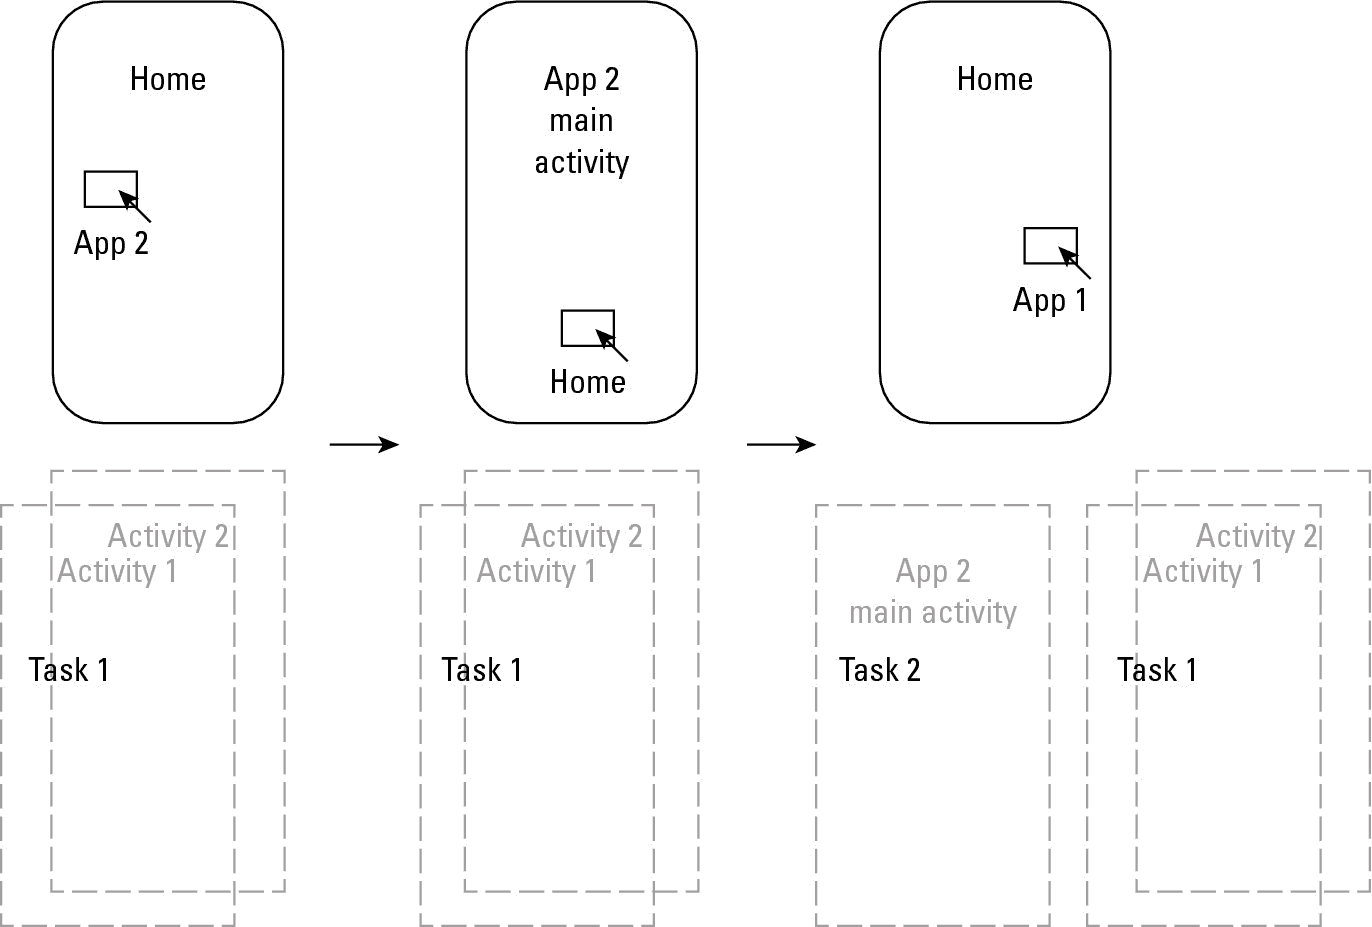 Home
App 2
App 2
main
activity
Home
Home
App 1
Activity 2
Activity 1
Task 1
Activity 2
Activity 1
Task 1
App 2
main activity
Task 2
Activity 2
Activity 1
Task 1